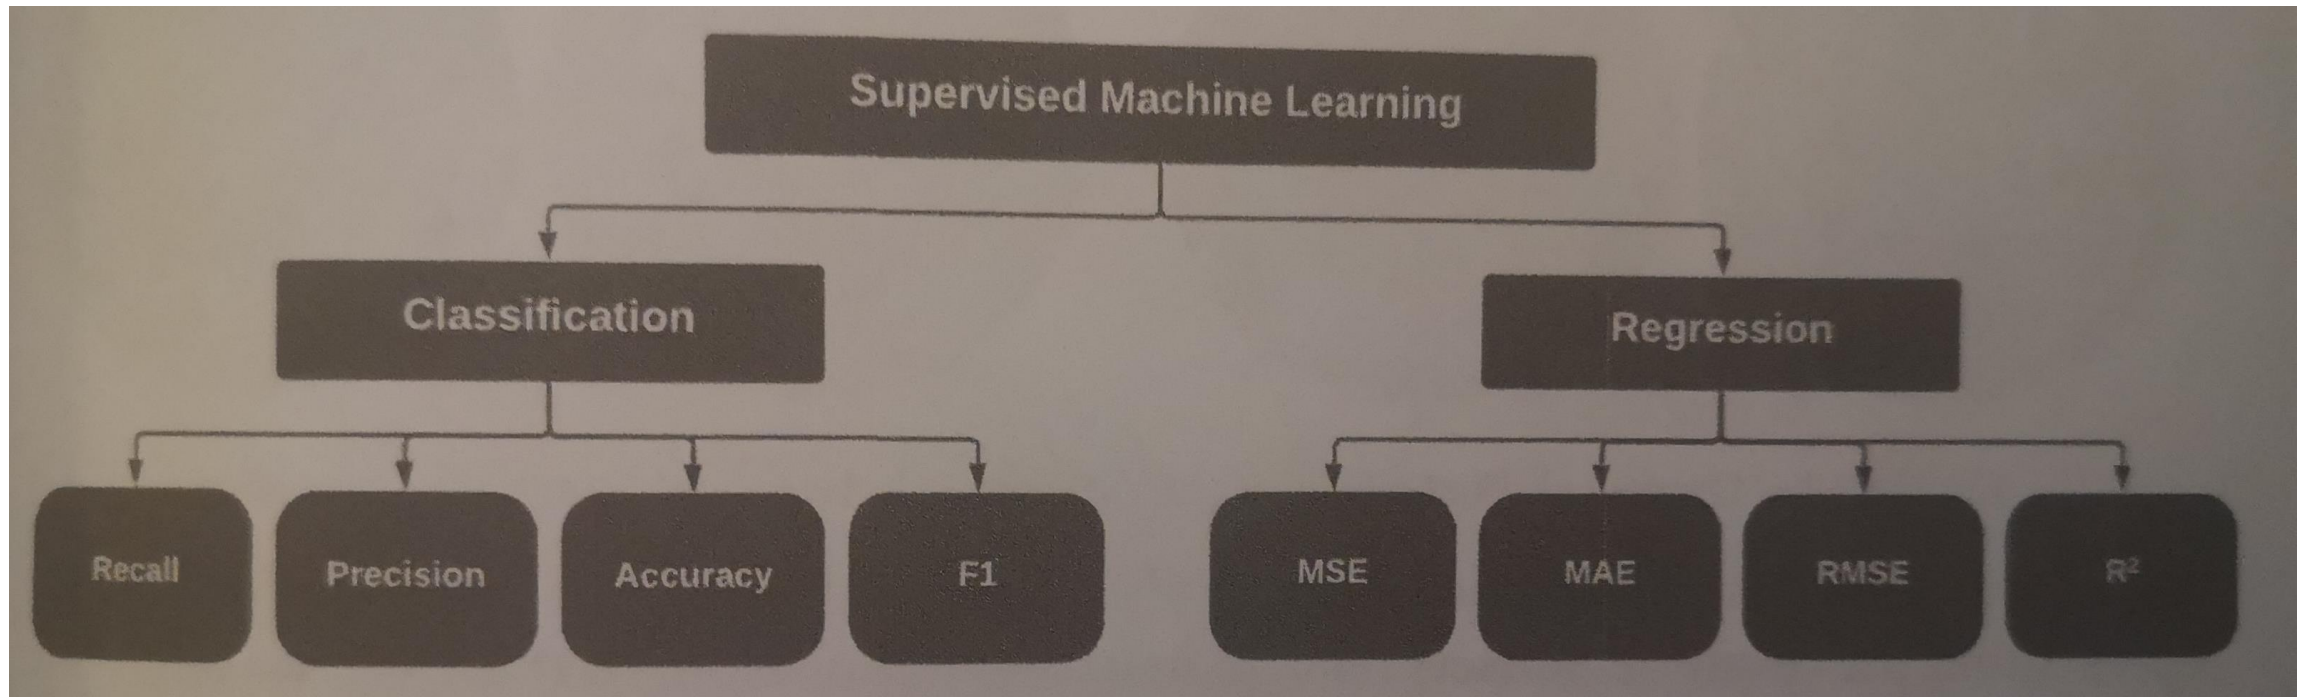 Supervised Machine Learning
Classification
Regression
Recall
Precision
Accuracy
F1
MSE
MAE
RMSE
R²